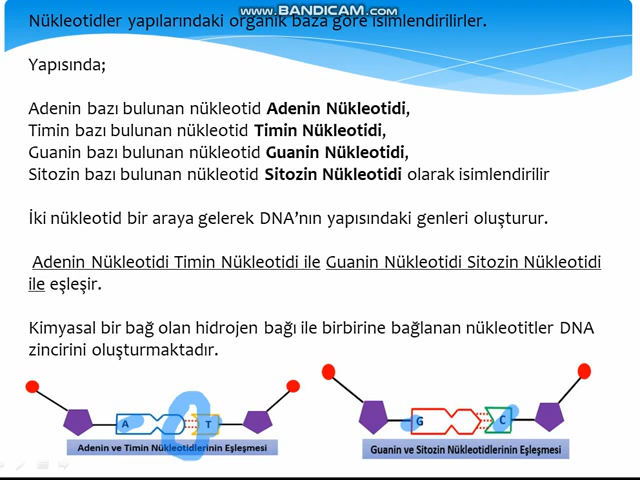 www.BANDICAM.com
Nükleotidler yapılarındaki organik baza göre isimlendirilirler.
Yapısında;
Adenin bazı bulunan nükleotid Adenin Nükleotidi,
Timin bazı bulunan nükleotid Timin Nükleotidi,
Guanin bazı bulunan nükleotid Guanin Nükleotidi,
Sitozin bazı bulunan nükleotid Sitozin Nükleotidi olarak isimlendirilir
İki nükleotid bir araya gelerek DNA’nın yapısındaki genleri oluşturur.
Adenin Nükleotidi Timin Nükleotidi ile Guanin Nükleotidi Sitozin Nükleotidi
ile eşleşir.
Kimyasal bir bağ olan hidrojen bağı ile birbirine bağlanan nükleotitler DNA
zincirini oluşturmaktadır.
A T G C
Adenin ve Timin Nükleotidlerinin Eşleşmesi
Guanin ve Sitozin Nükleotidlerinin Eşleşmesi